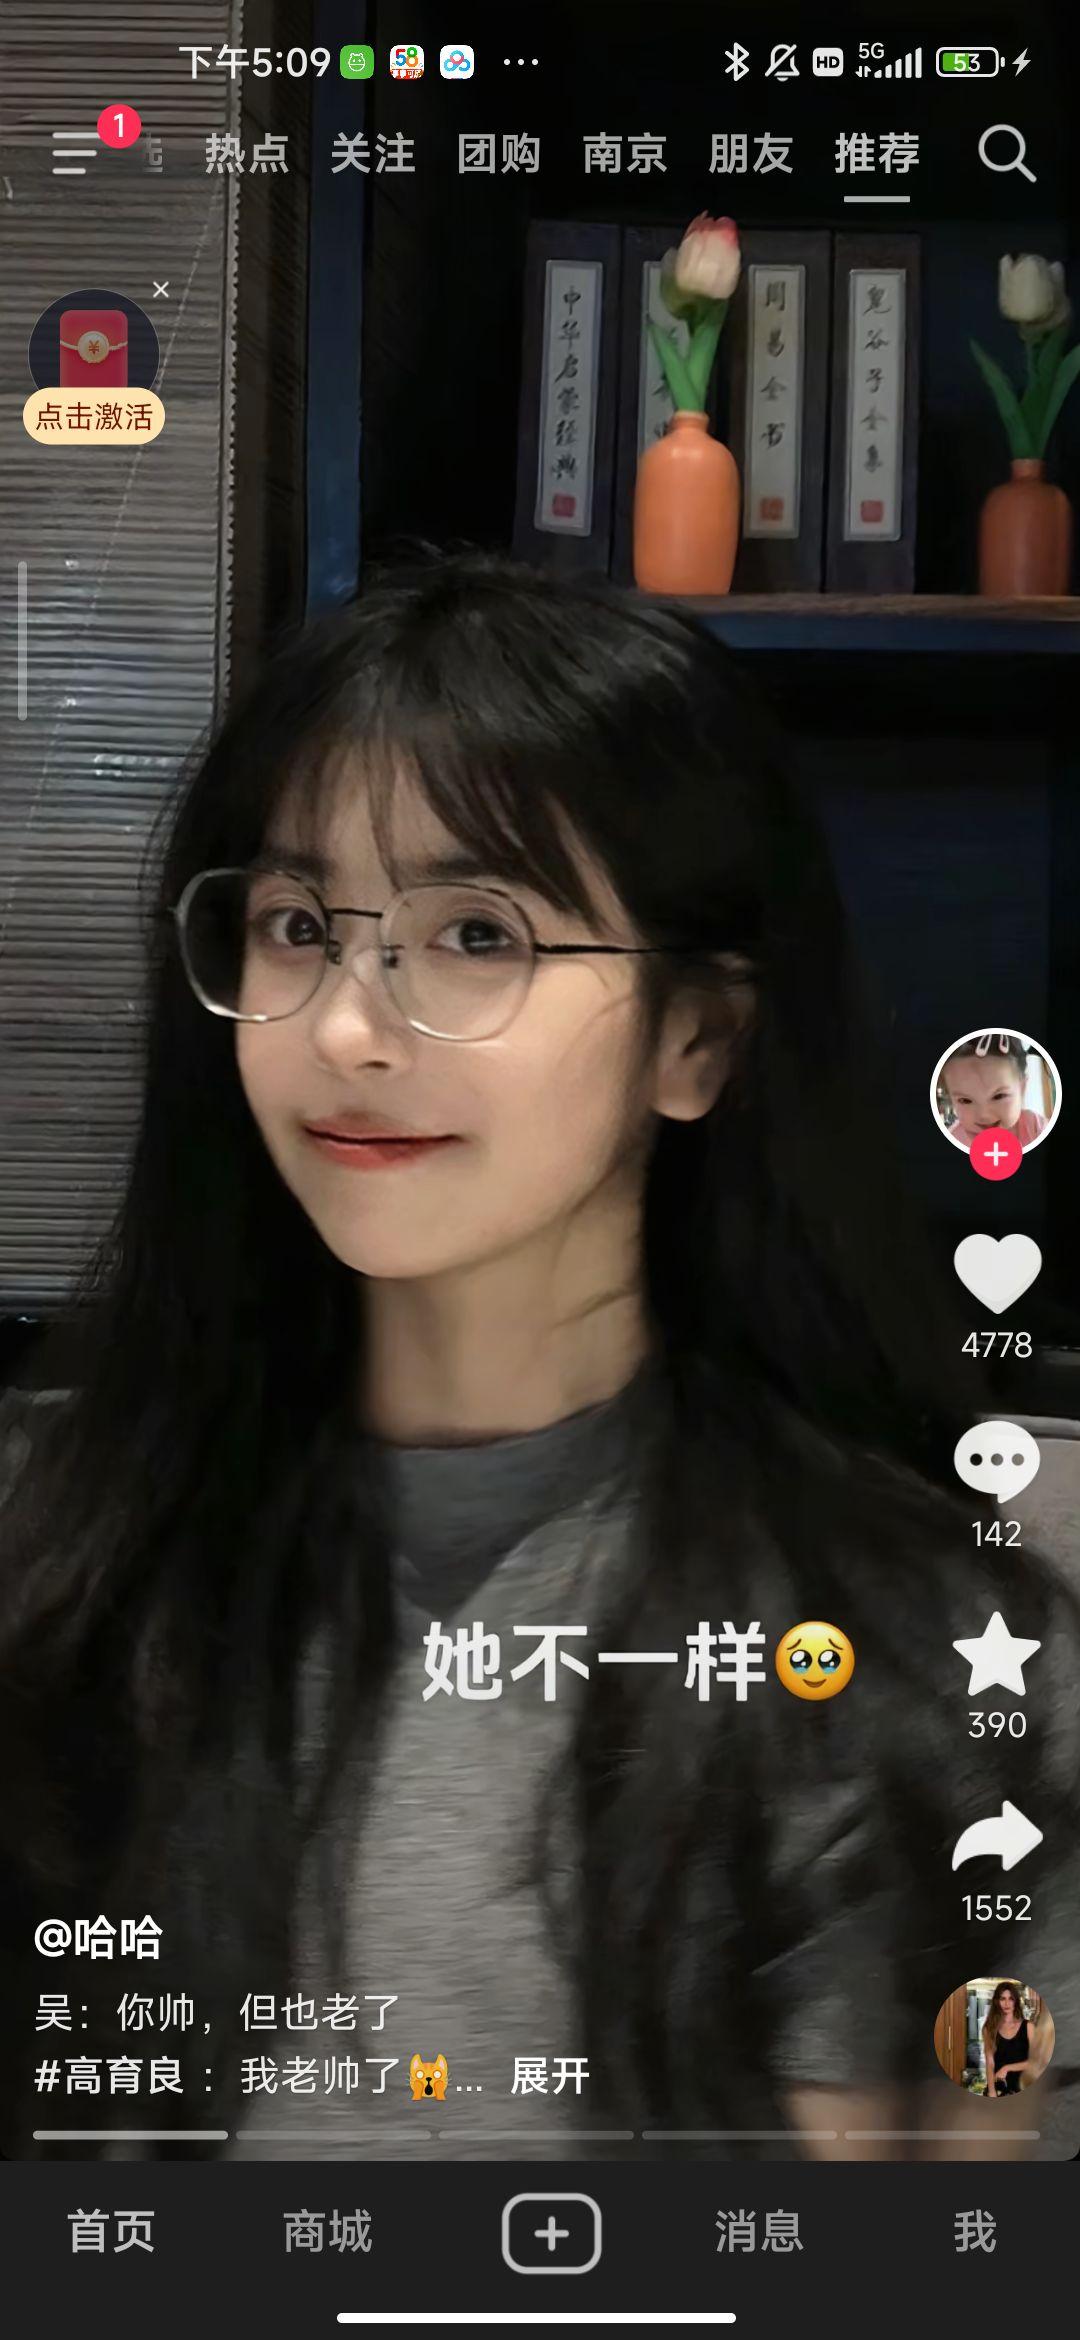 下午5:09
58
HD
5G
53
1
热点 关注 团购 南京 朋友 推荐
点击激活
中华启蒙经典
周易全书
鬼谷子全集
4778
142
她不一样🥹
390
1552
@哈哈
吴：你帅，但也老了
#高育良 ：我老帅了🙀... 展开
首页 商城 消息 我